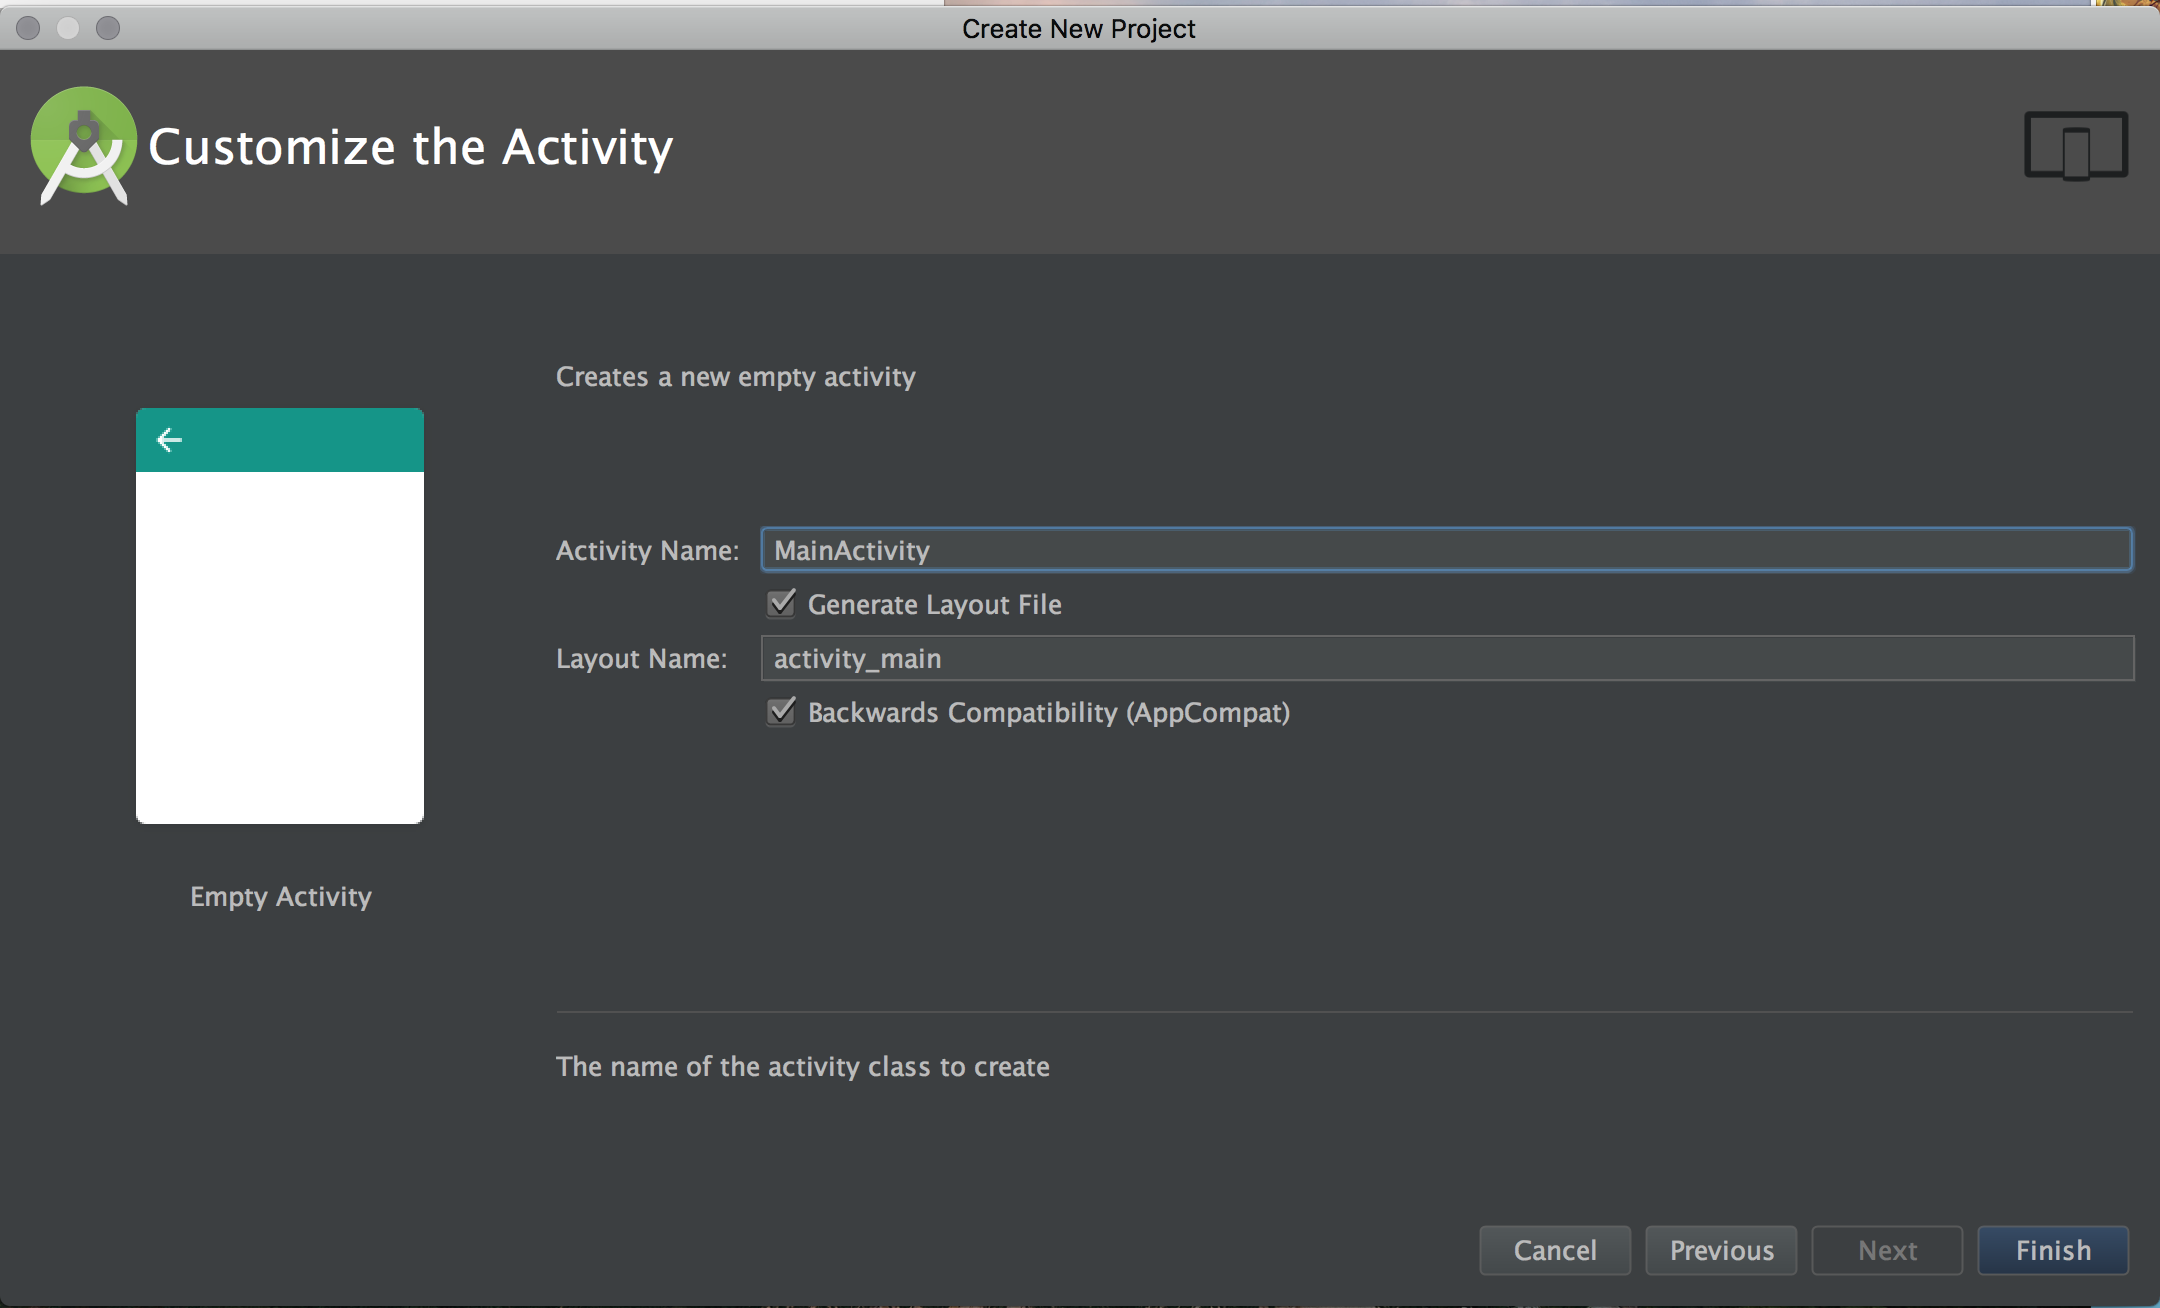 Create New Project
Customize the Activity
Creates a new empty activity
Activity Name: MainActivity
Generate Layout File
Layout Name: activity_main
Backwards Compatibility (AppCompat)
Empty Activity
The name of the activity class to create
Cancel Previous Next Finish